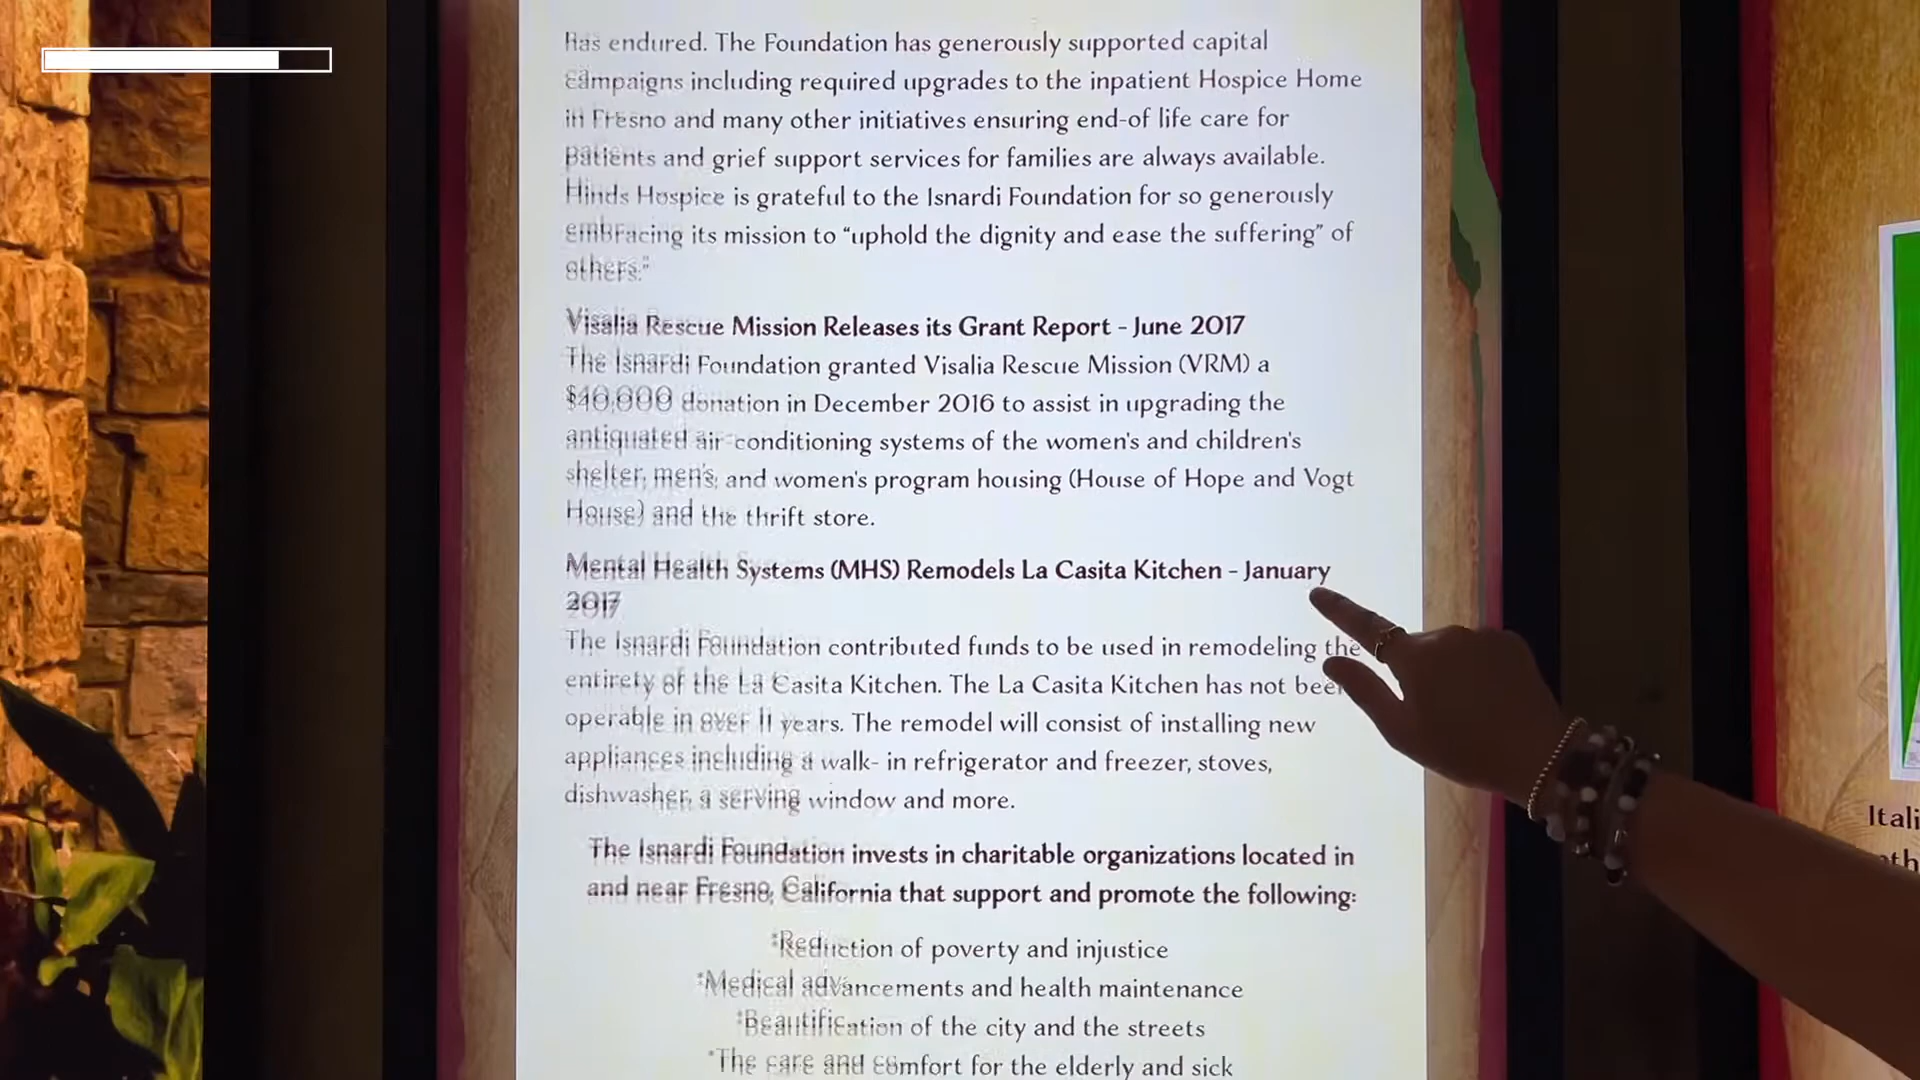 has endured. The Foundation has generously supported capital
campaigns including required upgrades to the inpatient Hospice Home
in Fresno and many other initiatives ensuring end-of life care for
patients and grief support services for families are always available.
Hinds Hospice is grateful to the Isnardi Foundation for so generously
embracing its mission to “uphold the dignity and ease the suffering” of
others."
Visalia Rescue Mission Releases its Grant Report - June 2017
The Isnardi Foundation granted Visalia Rescue Mission (VRM) a
$40,000 donation in December 2016 to assist in upgrading the
antiquated air-conditioning systems of the women's and children's
shelter, men's, and women's program housing (House of Hope and Vogt
House) and the thrift store.
Mental Health Systems (MHS) Remodels La Casita Kitchen - January
2017
The Isnardi Foundation contributed funds to be used in remodeling the
entirety of the La Casita Kitchen. The La Casita Kitchen has not been
operable in over 11 years. The remodel will consist of installing new
appliances including a walk- in refrigerator and freezer, stoves,
dishwasher, a serving window and more.
The Isnardi Foundation invests in charitable organizations located in
and near Fresno, California that support and promote the following:
*Reduction of poverty and injustice
*Medical advancements and health maintenance
*Beautification of the city and the streets
*The care and comfort for the elderly and sick